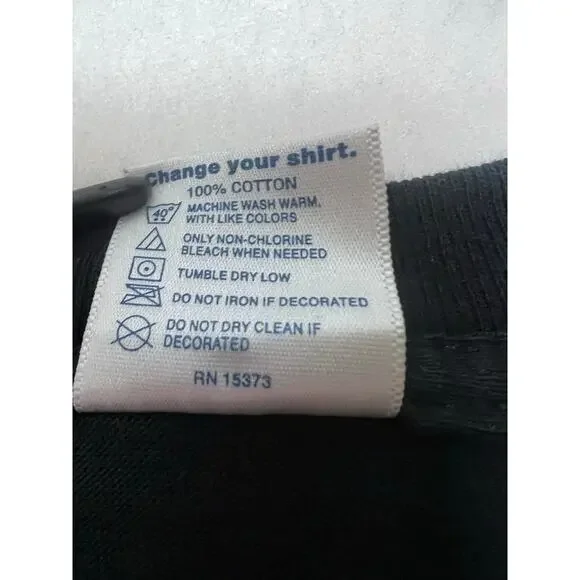 Change your shirt.
100% COTTON
40°
MACHINE WASH WARM,
WITH LIKE COLORS
ONLY NON-CHLORINE
BLEACH WHEN NEEDED
TUMBLE DRY LOW
DO NOT IRON IF DECORATED
DO NOT DRY CLEAN IF
DECORATED
RN 15373